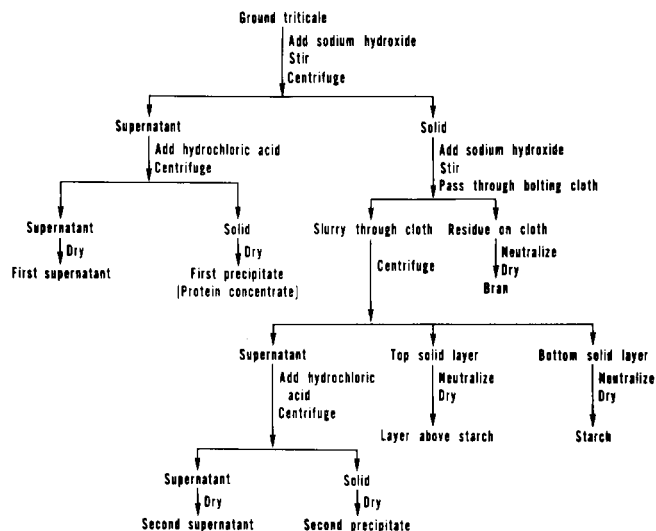 Ground triticale
Add sodium hydroxide
Stir
Centrifuge
Supernatant
Add hydrochloric acid
Centrifuge
Supernatant
Dry
First supernatant
Solid
Dry
First precipitate
(Protein concentrate)
Solid
Add sodium hydroxide
Stir
Pass through bolting cloth
Slurry through cloth
Centrifuge
Residue on cloth
Neutralize
Dry
Bran
Supernatant
Add hydrochloric
acid
Centrifuge
Supernatant
Dry
Second supernatant
Solid
Dry
Second precipitate
Top solid layer
Neutralize
Dry
Layer above starch
Bottom solid layer
Neutralize
Dry
Starch